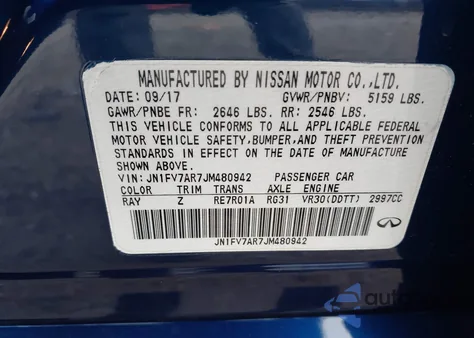 MANUFACTURED BY NISSAN MOTOR CO.,LTD.
DATE: 09/17 GVWR/PNBV: 5159 LBS.
GAWR/PNBE FR: 2646 LBS. RR: 2546 LBS.
THIS VEHICLE CONFORMS TO ALL APPLICABLE FEDERAL
MOTOR VEHICLE SAFETY, BUMPER, AND THEFT PREVENTION
STANDARDS IN EFFECT ON THE DATE OF MANUFACTURE
SHOWN ABOVE.
VIN: JN1FV7AR7JM480942 PASSENGER CAR
COLOR TRIM TRANS AXLE ENGINE
RAY Z RE7R01A RG31 VR30(DDTT) 2997CC
JN1FV7AR7JM480942